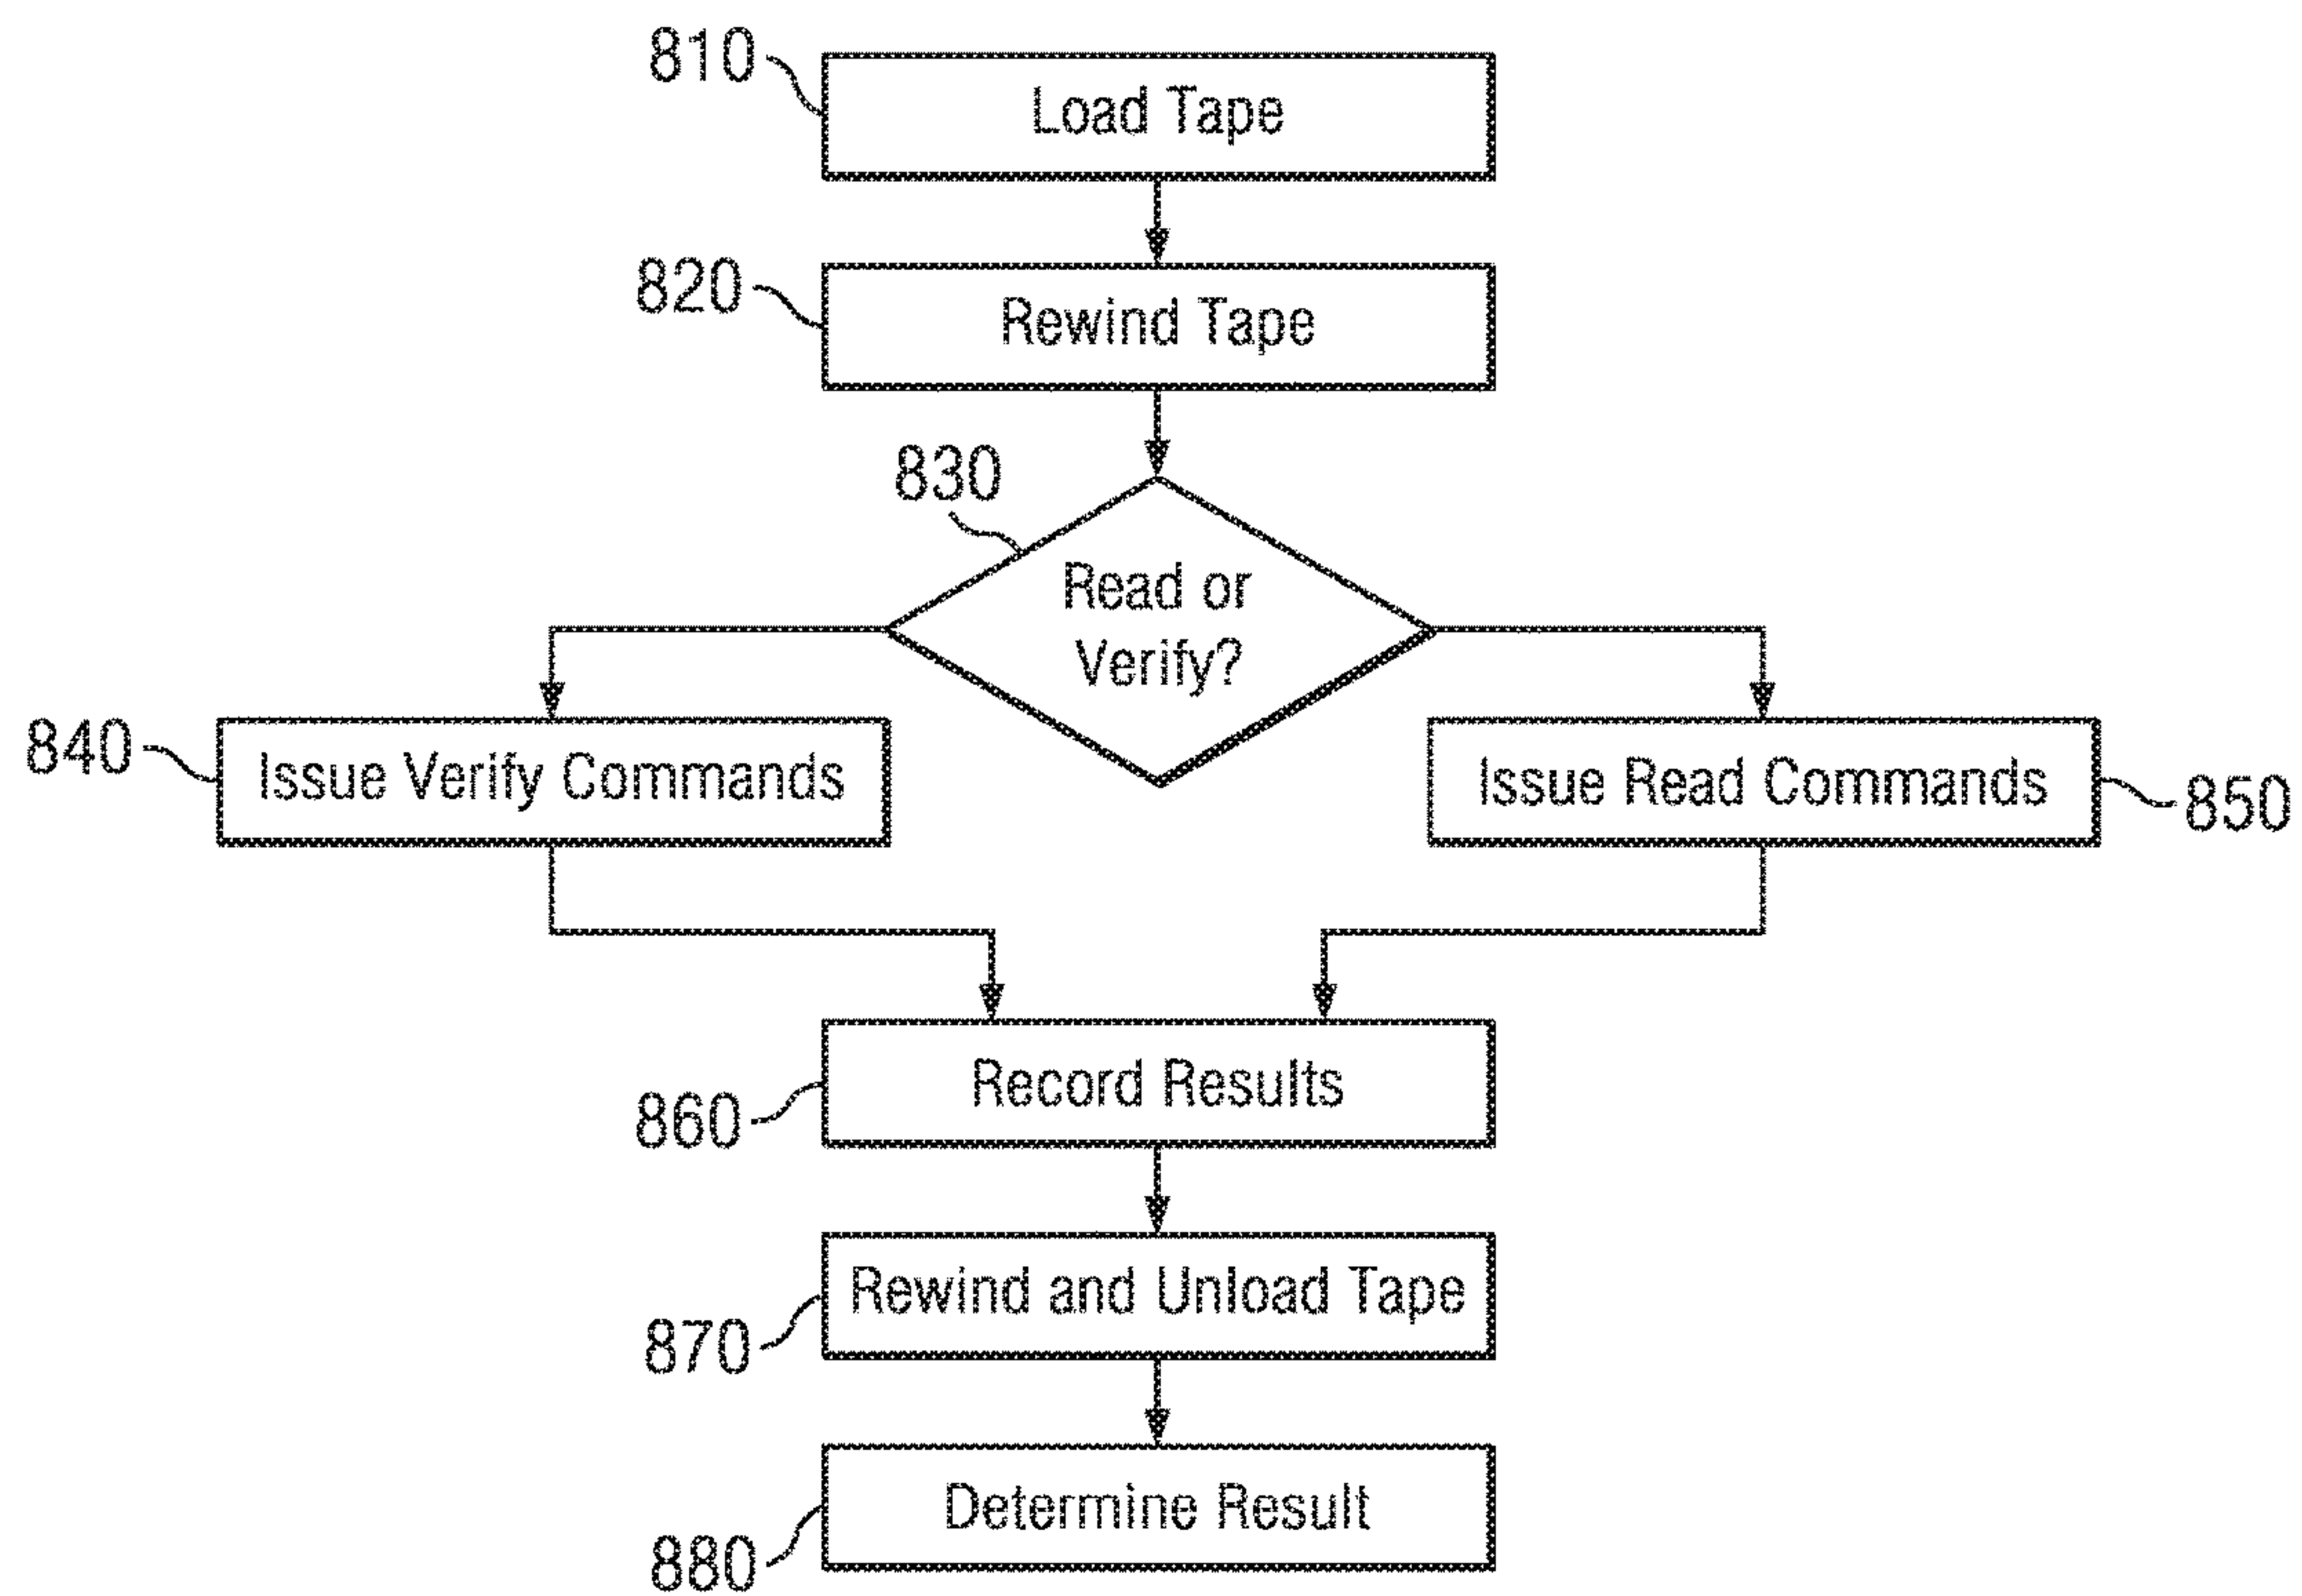 810
Load Tape
820
Rewind Tape
830
Read or
Verify?
840
Issue Verify Commands
Issue Read Commands
850
Record Results
860
Rewind and Unload Tape
870
Determine Result
880